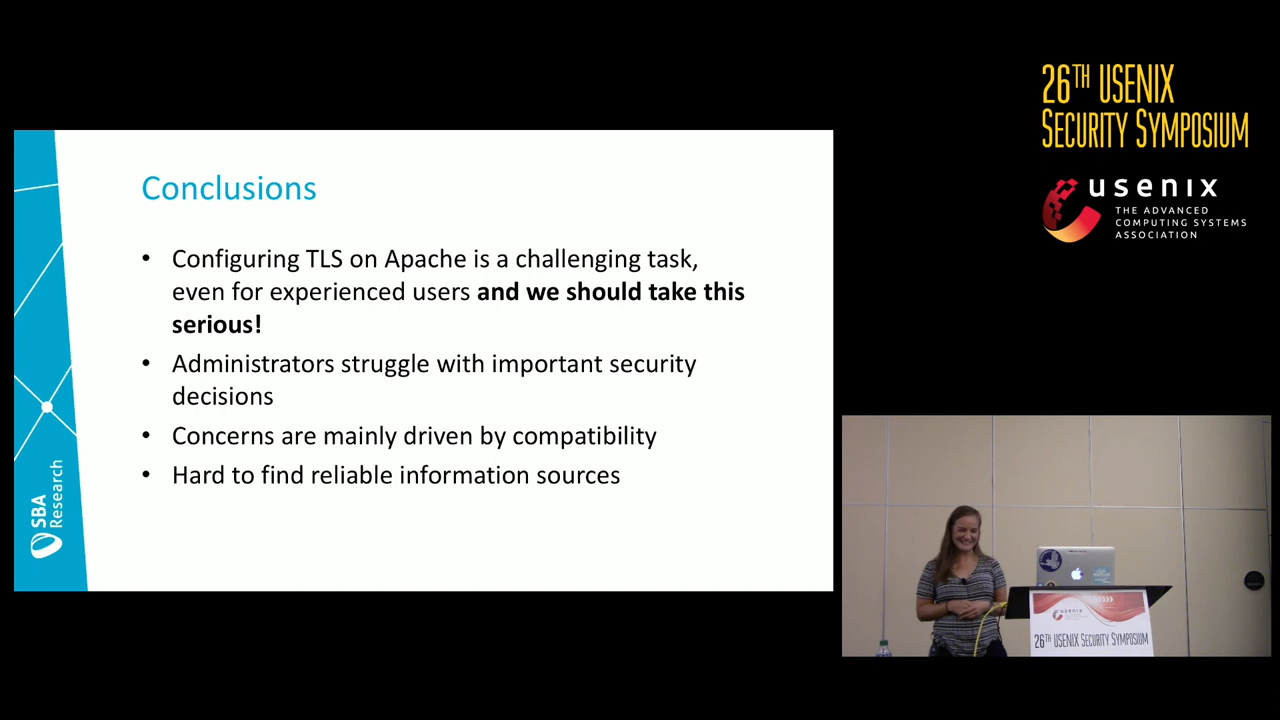 26TH USENIX
SECURITY SYMPOSIUM
usenix
THE ADVANCED
COMPUTING SYSTEMS
ASSOCIATION
Conclusions
• Configuring TLS on Apache is a challenging task,
even for experienced users and we should take this
serious!
• Administrators struggle with important security
decisions
• Concerns are mainly driven by compatibility
• Hard to find reliable information sources
SBA
Research
usenix
26TH USENIX SECURITY SYMPOSIUM